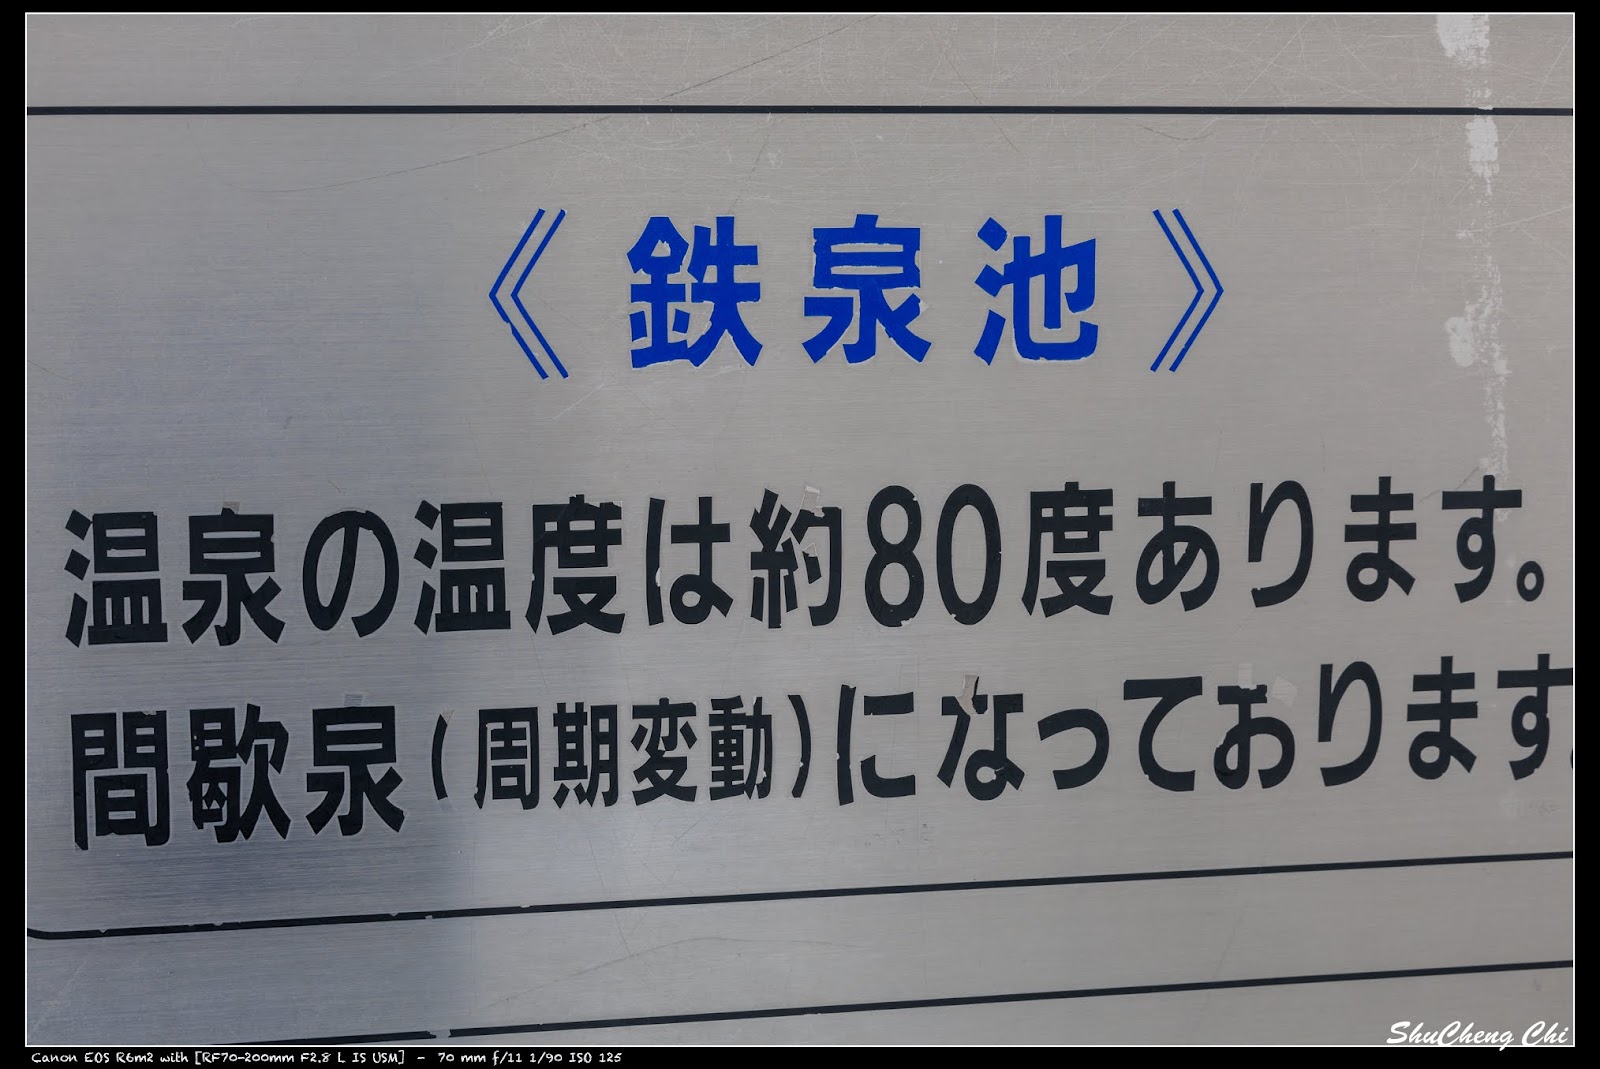 《鉄泉池》
温泉の温度は約80度あります。
間歇泉(周期変動)になっております。
ShuCheng Chi
Canon EOS R6m2 with [RF70-200mm F2.8 L IS USM] - 70 mm f/11 1/90 ISO 125